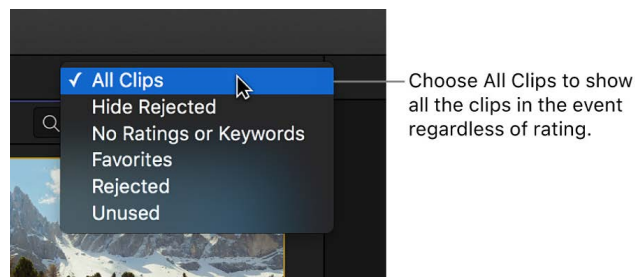 ✓ All Clips
Hide Rejected
No Ratings or Keywords
Favorites
Rejected
Unused
Choose All Clips to show
all the clips in the event
regardless of rating.